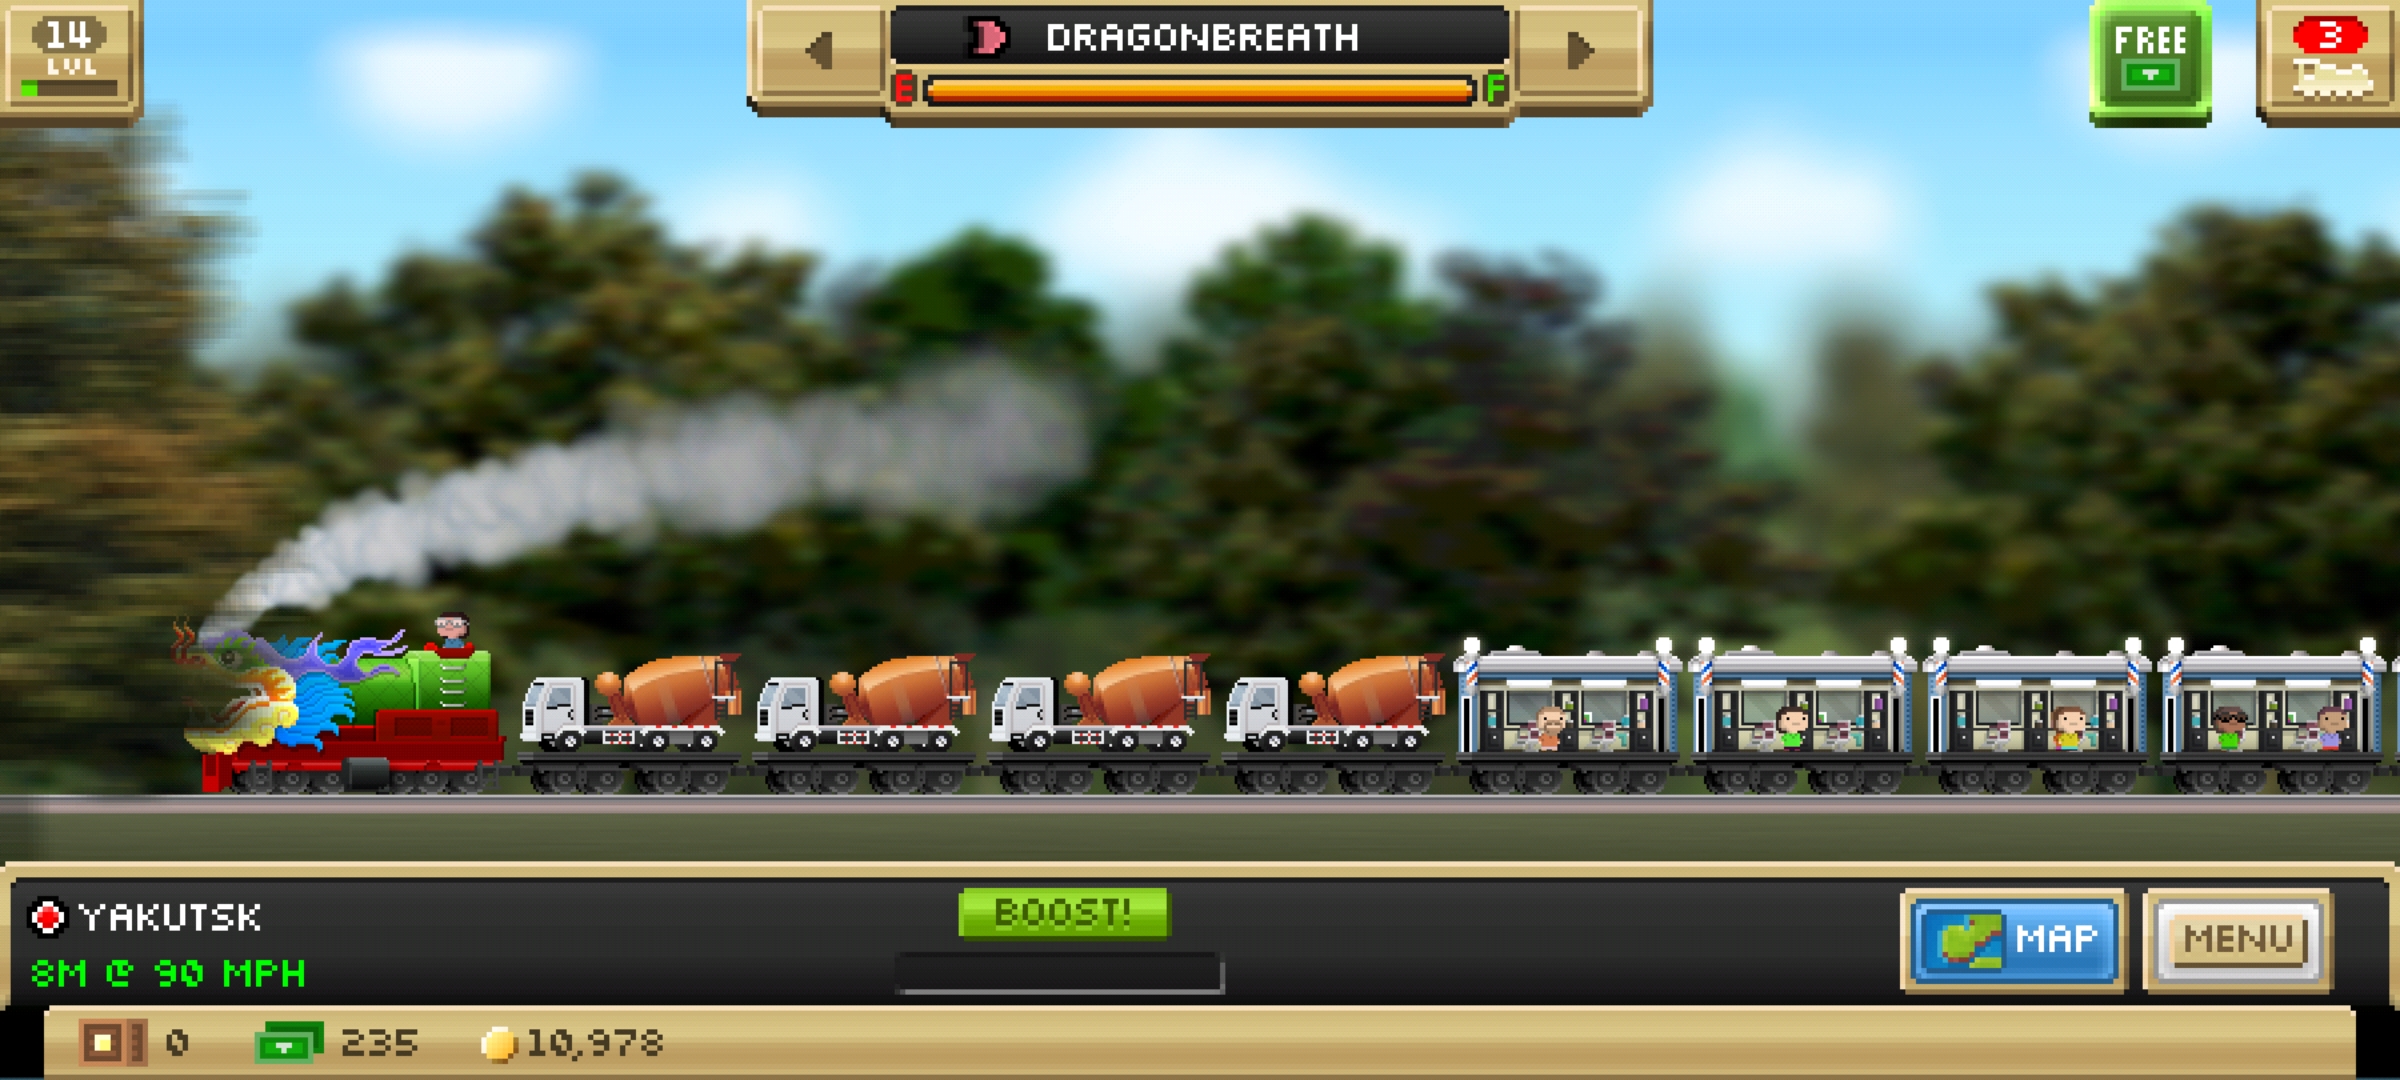 14
LVL
DRAGONBREATH
E F
FREE
3
YAKUTSK
8M @ 90 MPH
BOOST!
MAP
MENU
0
235
10,978